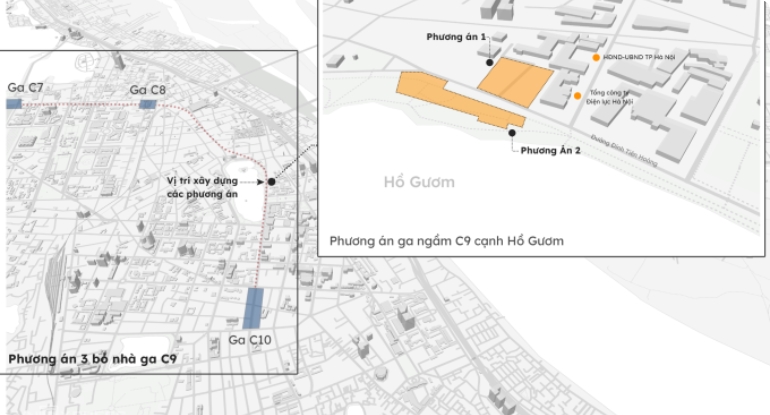 Phương án 1
HĐND-UBND TP Hà Nội
Tổng công ty
Điện lực Hà Nội
Đường Đinh Tiên Hoàng
Phương Án 2
Hồ Gươm
Phương án ga ngầm C9 cạnh Hồ Gươm
Ga C7
Ga C8
Vị trí xây dựng
các phương án
Ga C10
Phương án 3 bỏ nhà ga C9